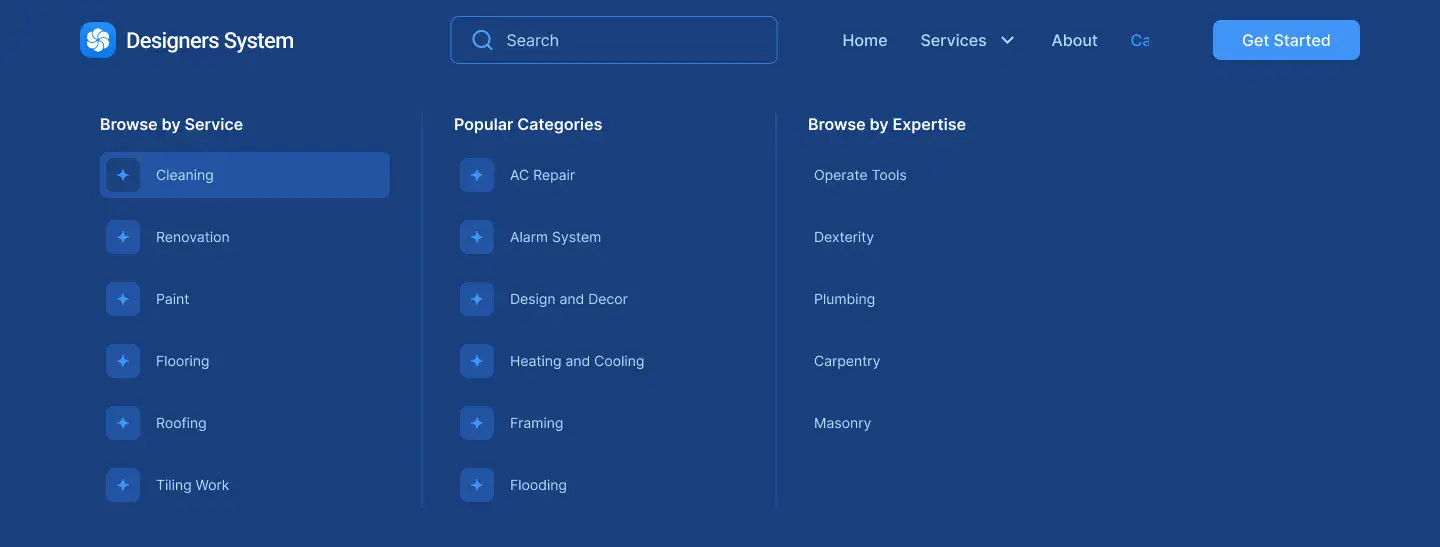 Designers System
Search
Home
Services
About
Get Started
Browse by Service
Cleaning
Renovation
Paint
Flooring
Roofing
Tiling Work
Popular Categories
AC Repair
Alarm System
Design and Decor
Heating and Cooling
Framing
Flooding
Browse by Expertise
Operate Tools
Dexterity
Plumbing
Carpentry
Masonry